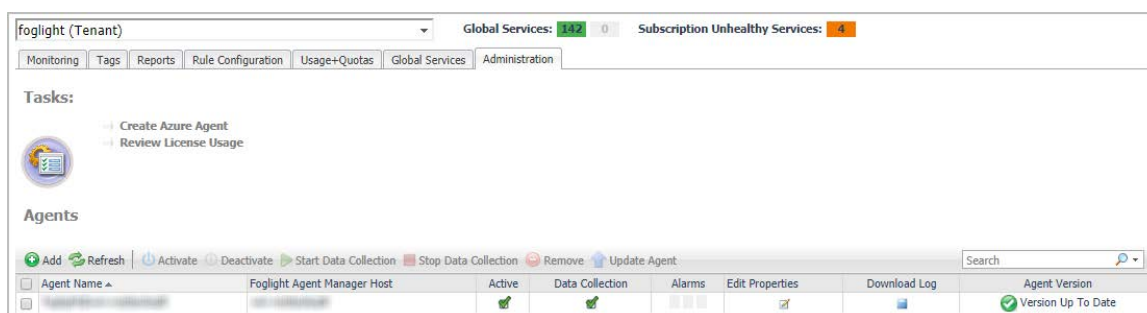 foglight (Tenant) Global Services: 142 0 Subscription Unhealthy Services: 4
Monitoring Tags Reports Rule Configuration Usage+Quotas Global Services Administration
Tasks:
Create Azure Agent
Review License Usage
Agents
Add Refresh Activate Deactivate Start Data Collection Stop Data Collection Remove Update Agent Search
Agent Name Foglight Agent Manager Host Active Data Collection Alarms Edit Properties Download Log Agent Version
Version Up To Date